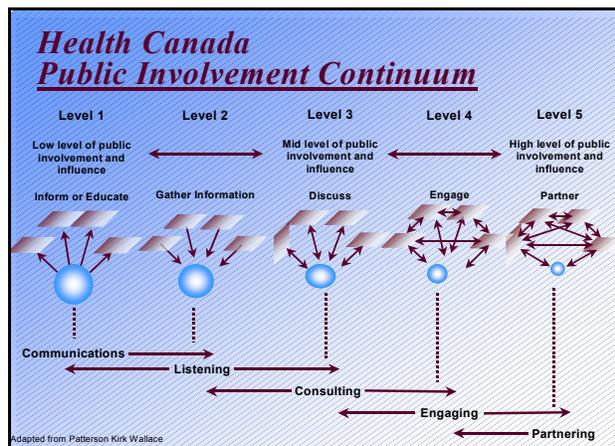 Health Canada
Public Involvement Continuum
Level 1
Level 2
Level 3
Level 4
Level 5
Low level of public
involvement and
influence
Mid level of public
involvement and
influence
High level of public
involvement and
influence
Inform or Educate
Gather Information
Discuss
Engage
Partner
Communications
Listening
Consulting
Engaging
Partnering
Adapted from Patterson Kirk Wallace